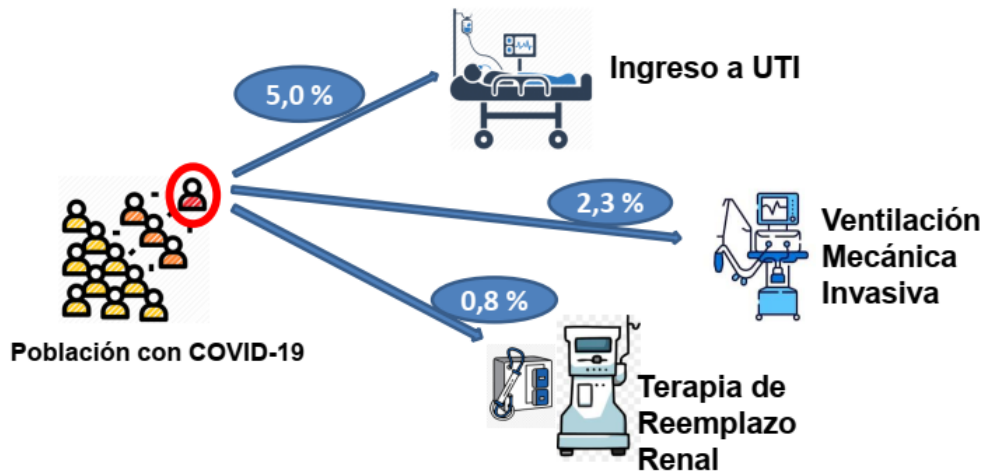 5,0 %
Ingreso a UTI
2,3 %
Ventilación
Mecánica
Invasiva
0,8 %
Población con COVID-19
Terapia de
Reemplazo
Renal